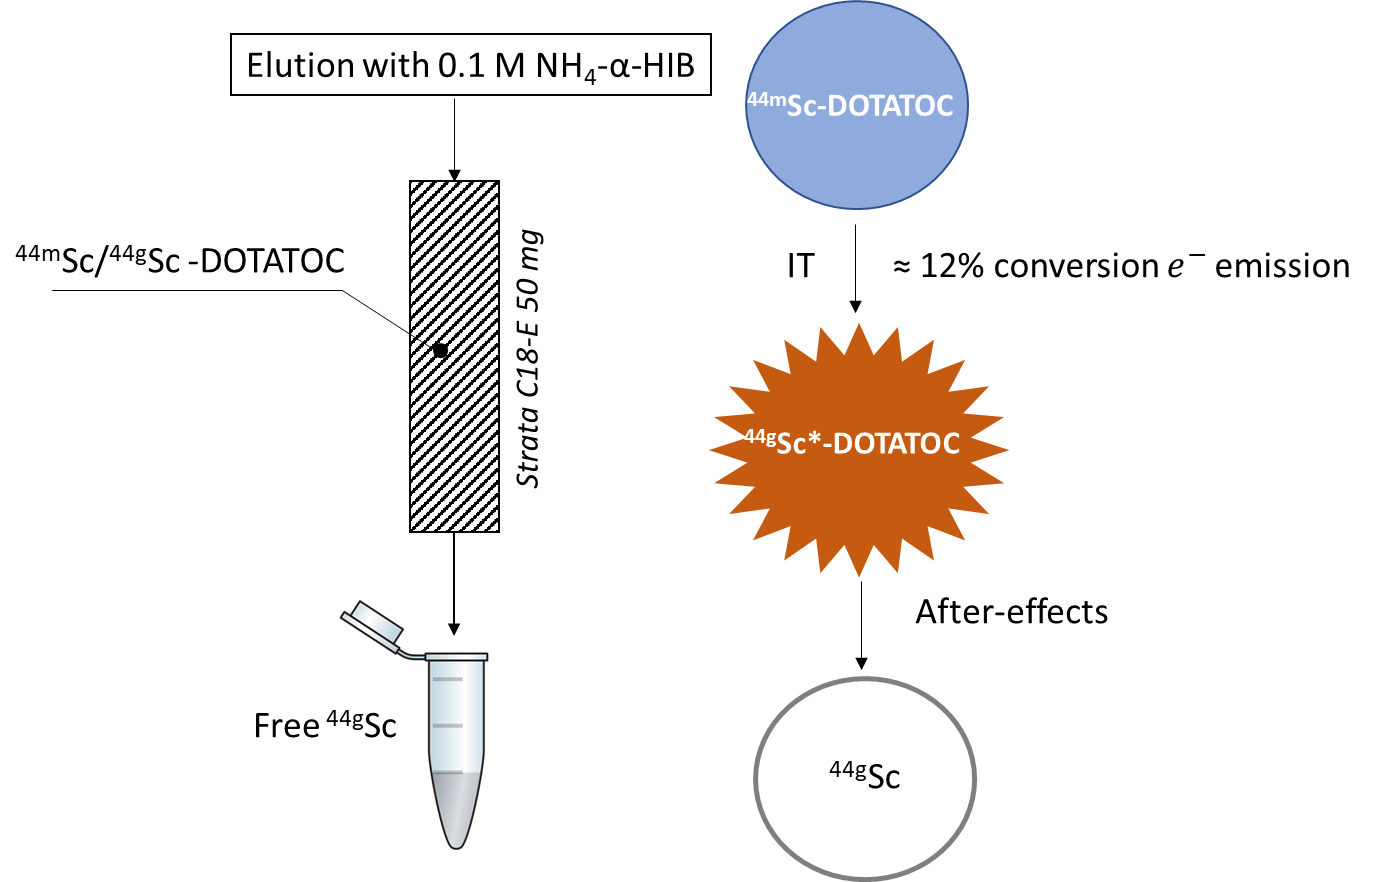 Elution with 0.1 M NH₄-α-HIB
⁴⁴ᵐSc/⁴⁴ᵍSc -DOTATOC
Strata C18-E 50 mg
Free ⁴⁴ᵍSc
⁴⁴ᵐSc-DOTATOC
IT
≈ 12% conversion e⁻ emission
⁴⁴ᵍSc*-DOTATOC
After-effects
⁴⁴ᵍSc